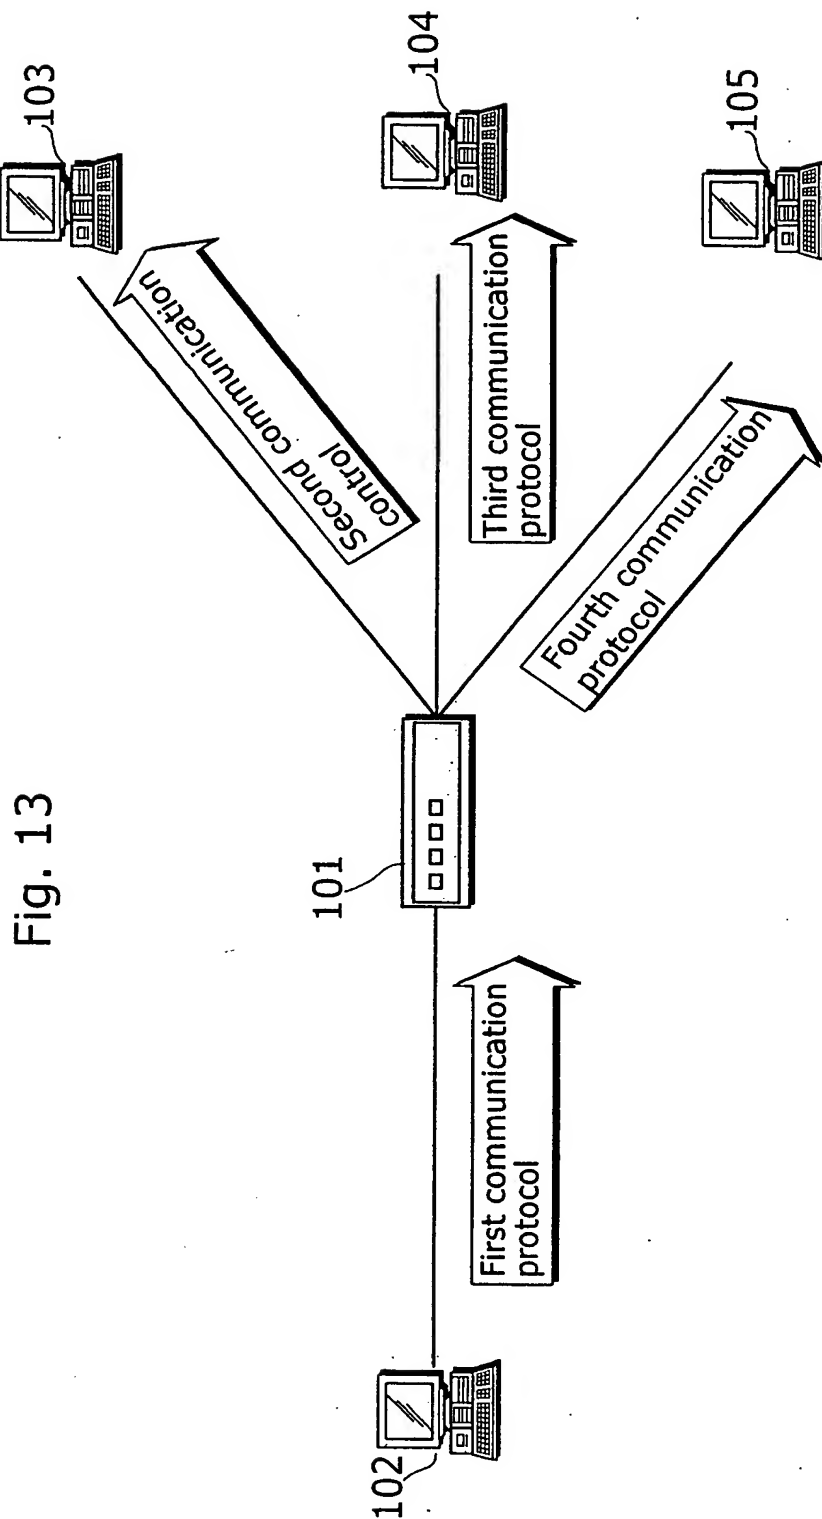 Fig. 13
102
First communication
protocol
101
Second communication
control
103
Third communication
protocol
104
Fourth communication
protocol
105